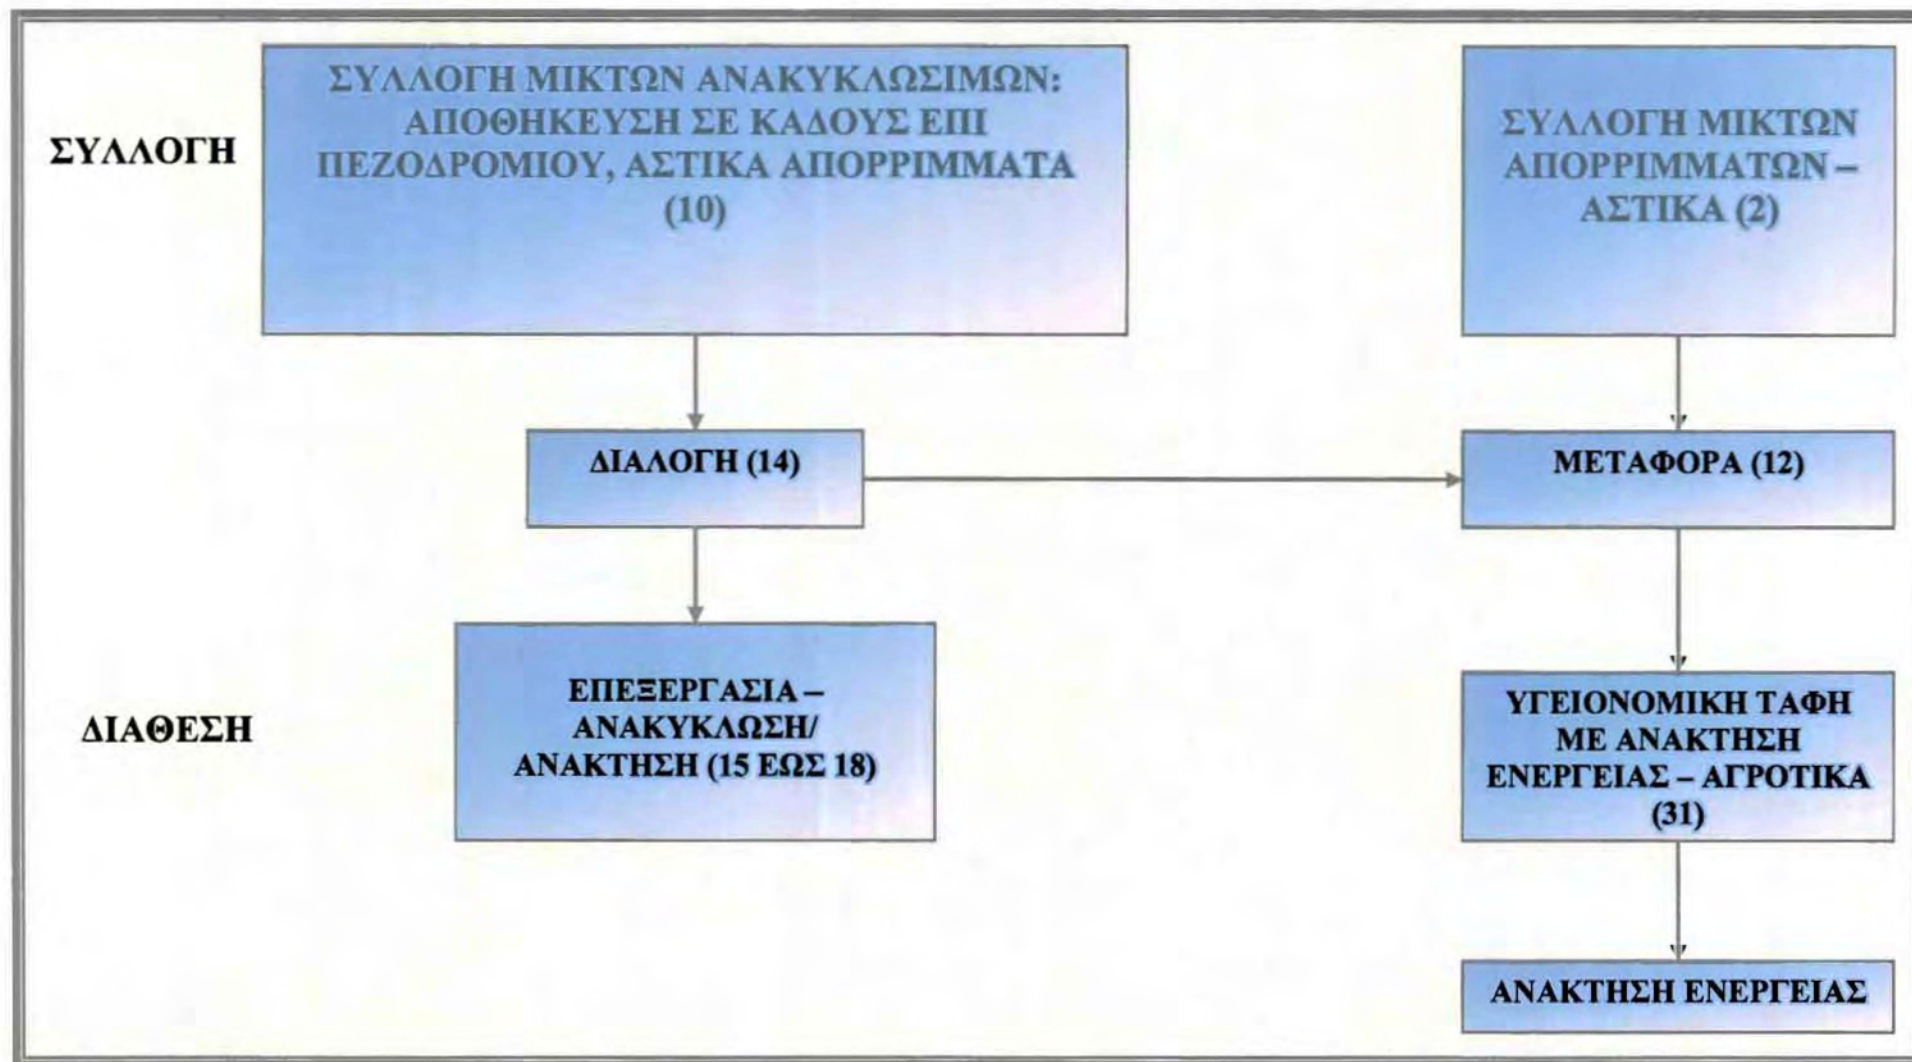 ΣΥΛΛΟΓΗ
ΣΥΛΛΟΓΗ ΜΙΚΤΩΝ ΑΝΑΚΥΚΛΩΣΙΜΩΝ:
ΑΠΟΘΗΚΕΥΣΗ ΣΕ ΚΑΔΟΥΣ ΕΠΙ
ΠΕΖΟΔΡΟΜΙΟΥ, ΑΣΤΙΚΑ ΑΠΟΡΡΙΜΜΑΤΑ
(10)
ΣΥΛΛΟΓΗ ΜΙΚΤΩΝ
ΑΠΟΡΡΙΜΜΑΤΩΝ –
ΑΣΤΙΚΑ (2)
ΔΙΑΛΟΓΗ (14)
ΜΕΤΑΦΟΡΑ (12)
ΔΙΑΘΕΣΗ
ΕΠΕΞΕΡΓΑΣΙΑ –
ΑΝΑΚΥΚΛΩΣΗ/
ΑΝΑΚΤΗΣΗ (15 ΕΩΣ 18)
ΥΓΕΙΟΝΟΜΙΚΗ ΤΑΦΗ
ΜΕ ΑΝΑΚΤΗΣΗ
ΕΝΕΡΓΕΙΑΣ – ΑΓΡΟΤΙΚΑ
(31)
ΑΝΑΚΤΗΣΗ ΕΝΕΡΓΕΙΑΣ